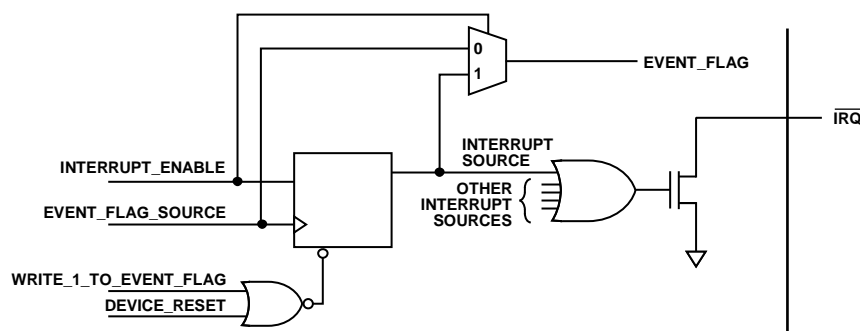 0
1
EVENT_FLAG
IRQ
INTERRUPT
SOURCE
INTERRUPT_ENABLE
OTHER
INTERRUPT
SOURCES
EVENT_FLAG_SOURCE
WRITE_1_TO_EVENT_FLAG
DEVICE_RESET